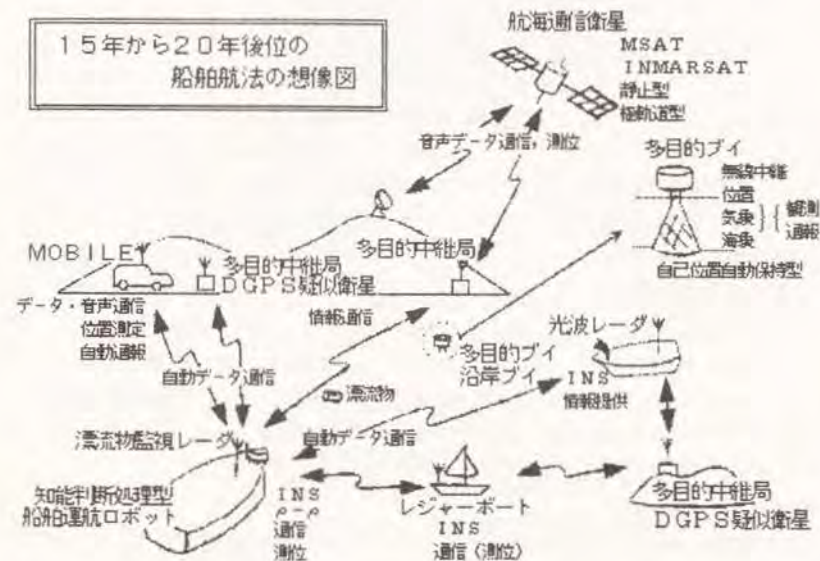 15年から20年後位の
船舶航法の想像図
航海通信衛星
MSAT
INMARSAT
静止型
極軌道型
音声データ通信，測位
多目的ブイ
無線中継
位置
気象
海象
観測
通報
自己位置自動保持型
MOBILE
多目的中継局
DGPS疑似衛星
多目的中継局
データ・音声通信
位置測定
自動通報
情報通信
自動データ通信
漂流物
多目的ブイ
沿岸ブイ
光波レーダ
INS
情報提供
漂流物監視レーダ
自動データ通信
知能判断処理型
船舶運航ロボット
INS
通信
測位
レジャーボート
INS
通信（測位）
多目的中継局
DGPS疑似衛星